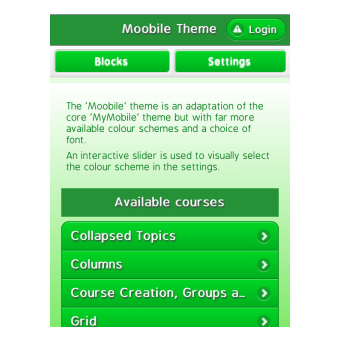 Moobile Theme
Login
Blocks
Settings
The 'Moobile' theme is an adaptation of the
core 'MyMobile' theme but with far more
available colour schemes and a choice of
font.
An interactive slider is used to visually select
the colour scheme in the settings.
Available courses
Collapsed Topics
Columns
Course Creation, Groups a...
Grid